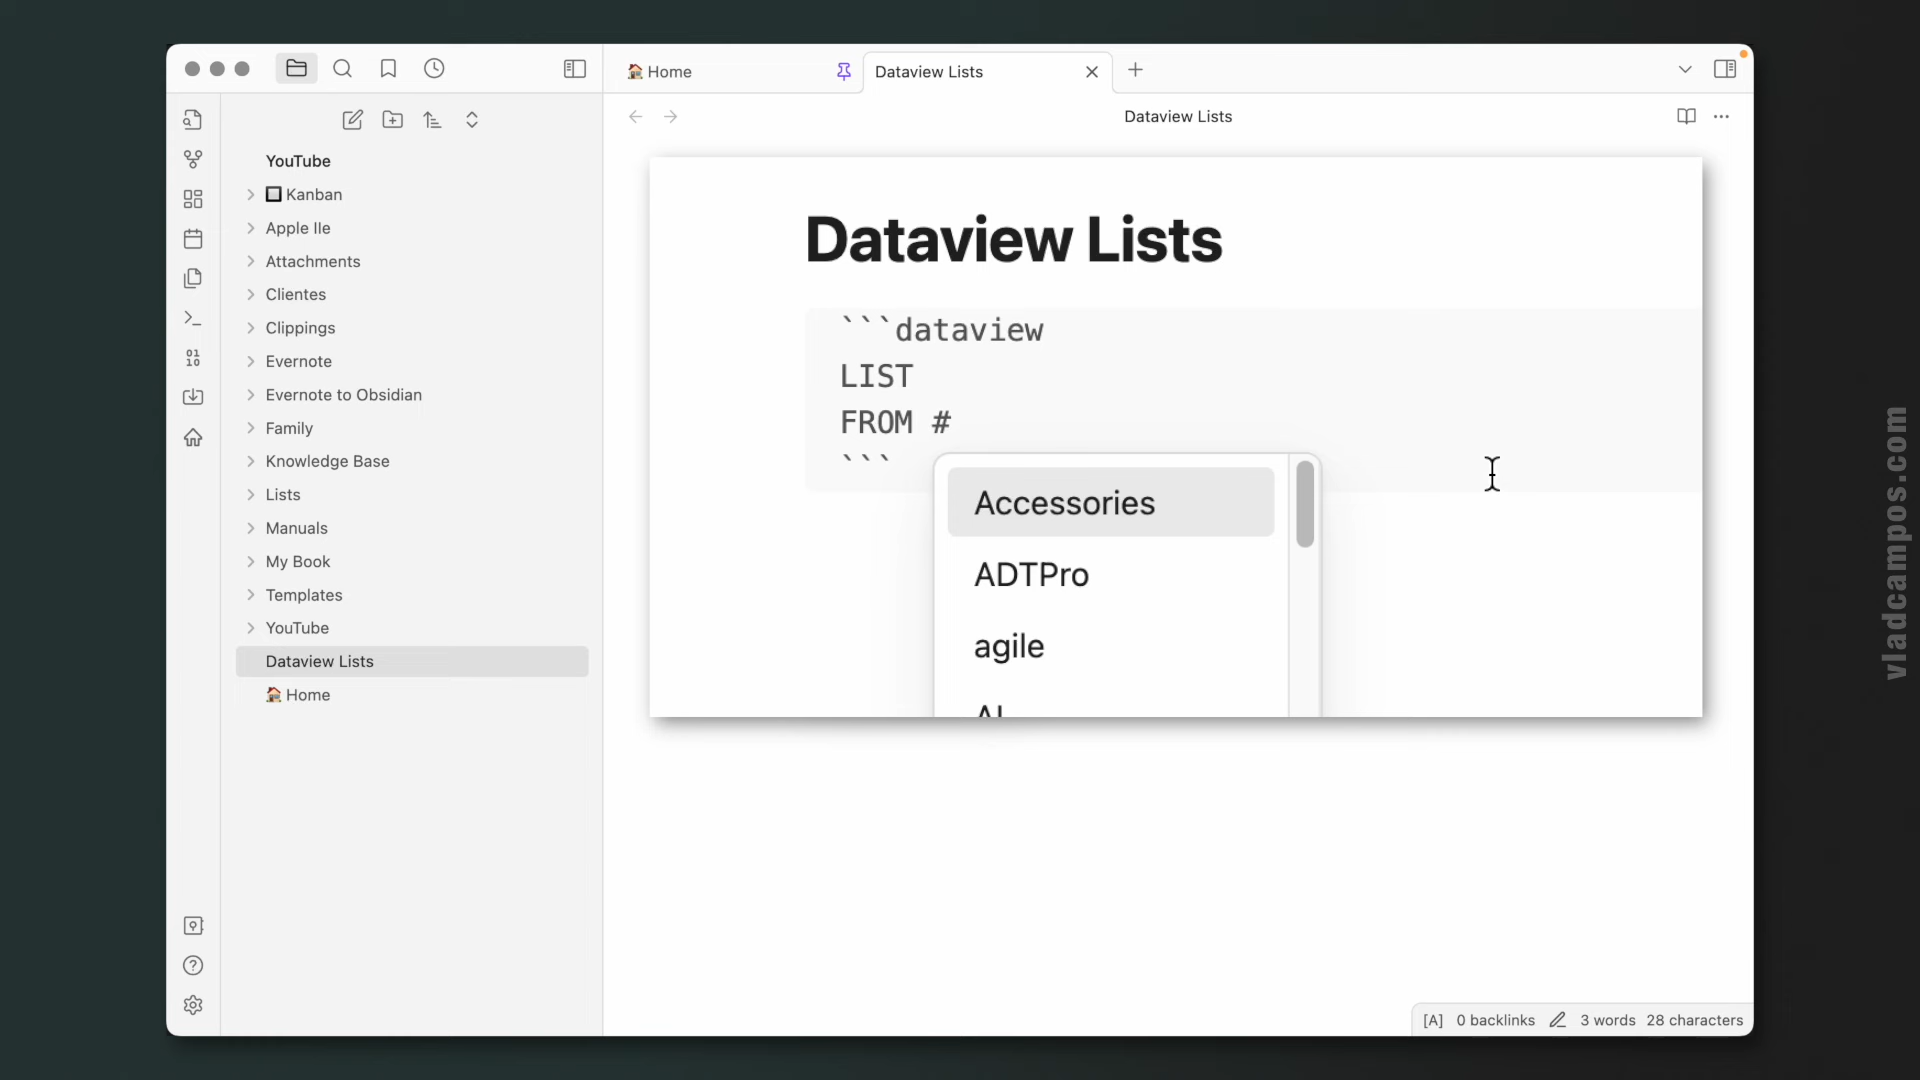 Home
Dataview Lists
Dataview Lists
YouTube
Kanban
Apple IIe
Attachments
Clientes
Clippings
Evernote
Evernote to Obsidian
Family
Knowledge Base
Lists
Manuals
My Book
Templates
YouTube
Dataview Lists
Home
Dataview Lists
```dataview
LIST
FROM #
```
Accessories
ADTPro
agile
[A] 0 backlinks 3 words 28 characters
vladcampos.com